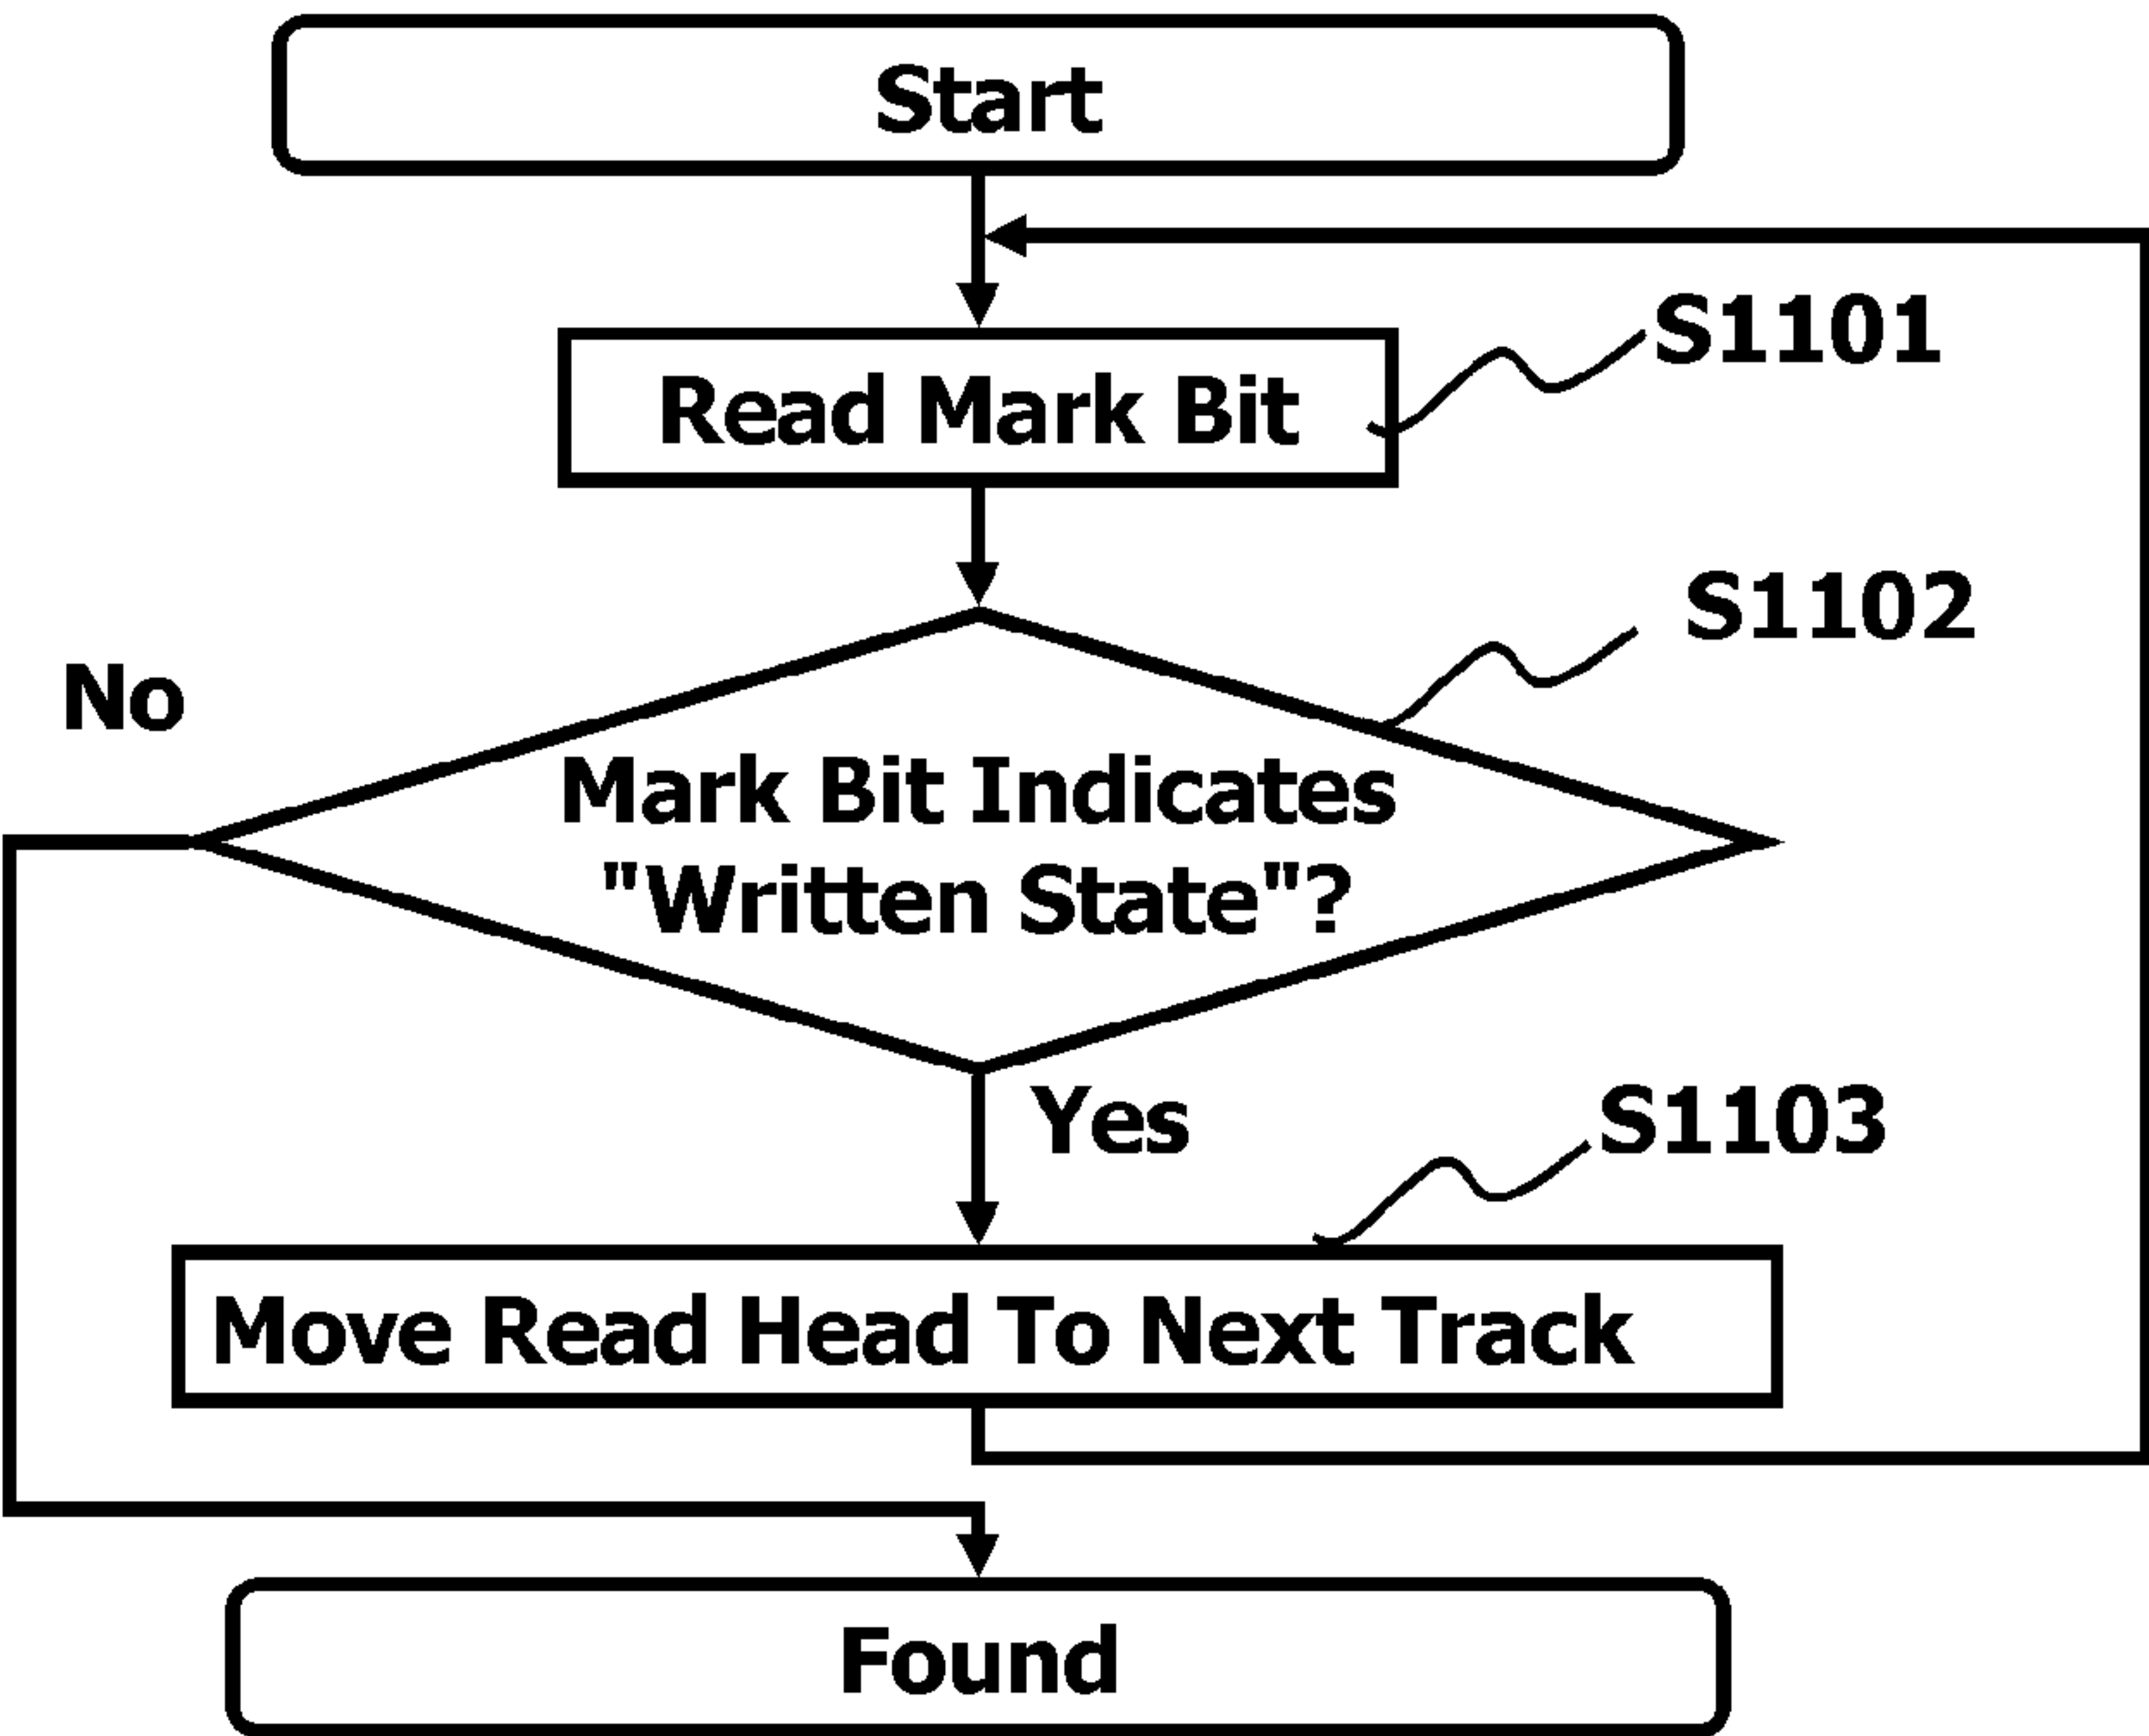 Start
S1101
Read Mark Bit
S1102
No
Mark Bit Indicates
"Written State"?
Yes
S1103
Move Read Head To Next Track
Found